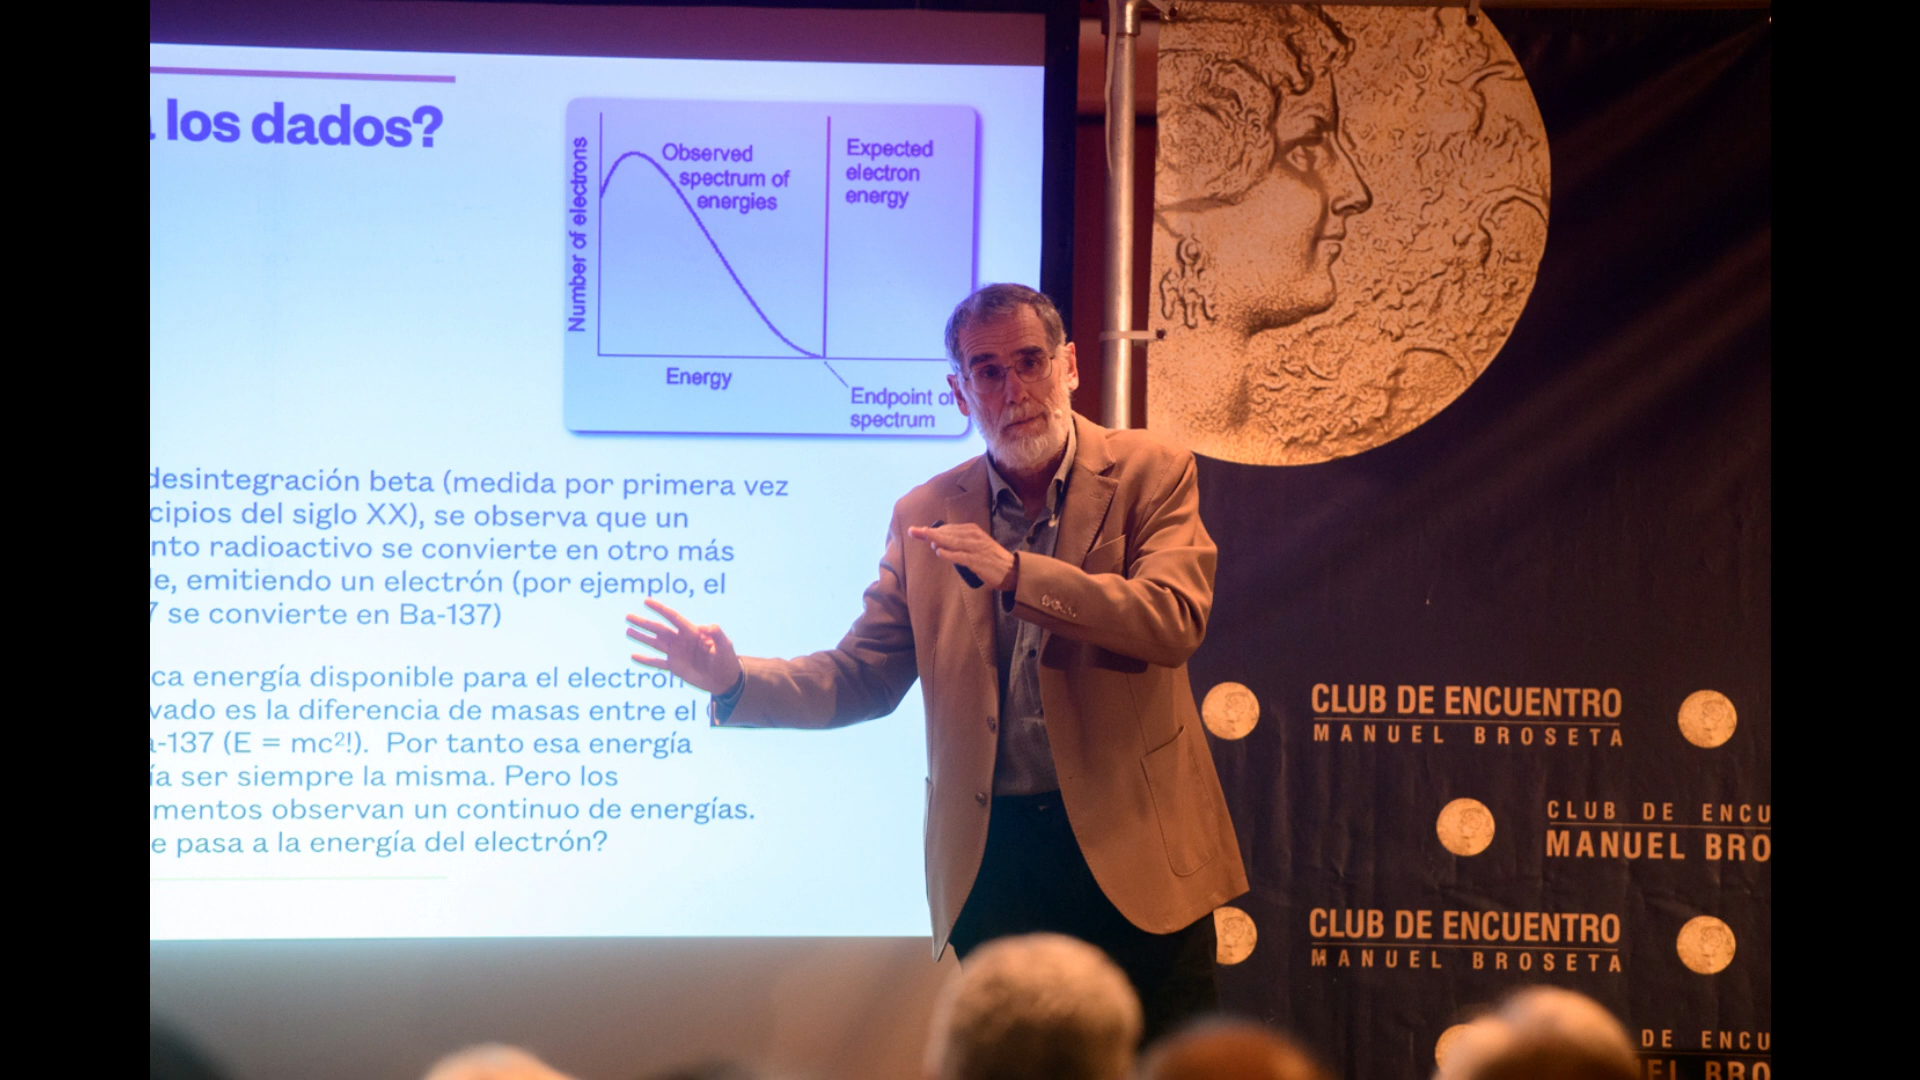 los dados?
Number of electrons
Observed
spectrum of
energies
Expected
electron
energy
Energy
Endpoint of
spectrum
desintegración beta (medida por primera vez
cipios del siglo XX), se observa que un
nto radioactivo se convierte en otro más
e, emitiendo un electrón (por ejemplo, el
7 se convierte en Ba-137)
ca energía disponible para el electrón
vado es la diferencia de masas entre el
-137 (E = mc²!). Por tanto esa energía
ía ser siempre la misma. Pero los
mentos observan un continuo de energías.
e pasa a la energía del electrón?
CLUB DE ENCUENTRO
MANUEL BROSETA
CLUB DE ENCU
MANUEL BRO
CLUB DE ENCUENTRO
MANUEL BROSETA
DE ENCU
EL BRO